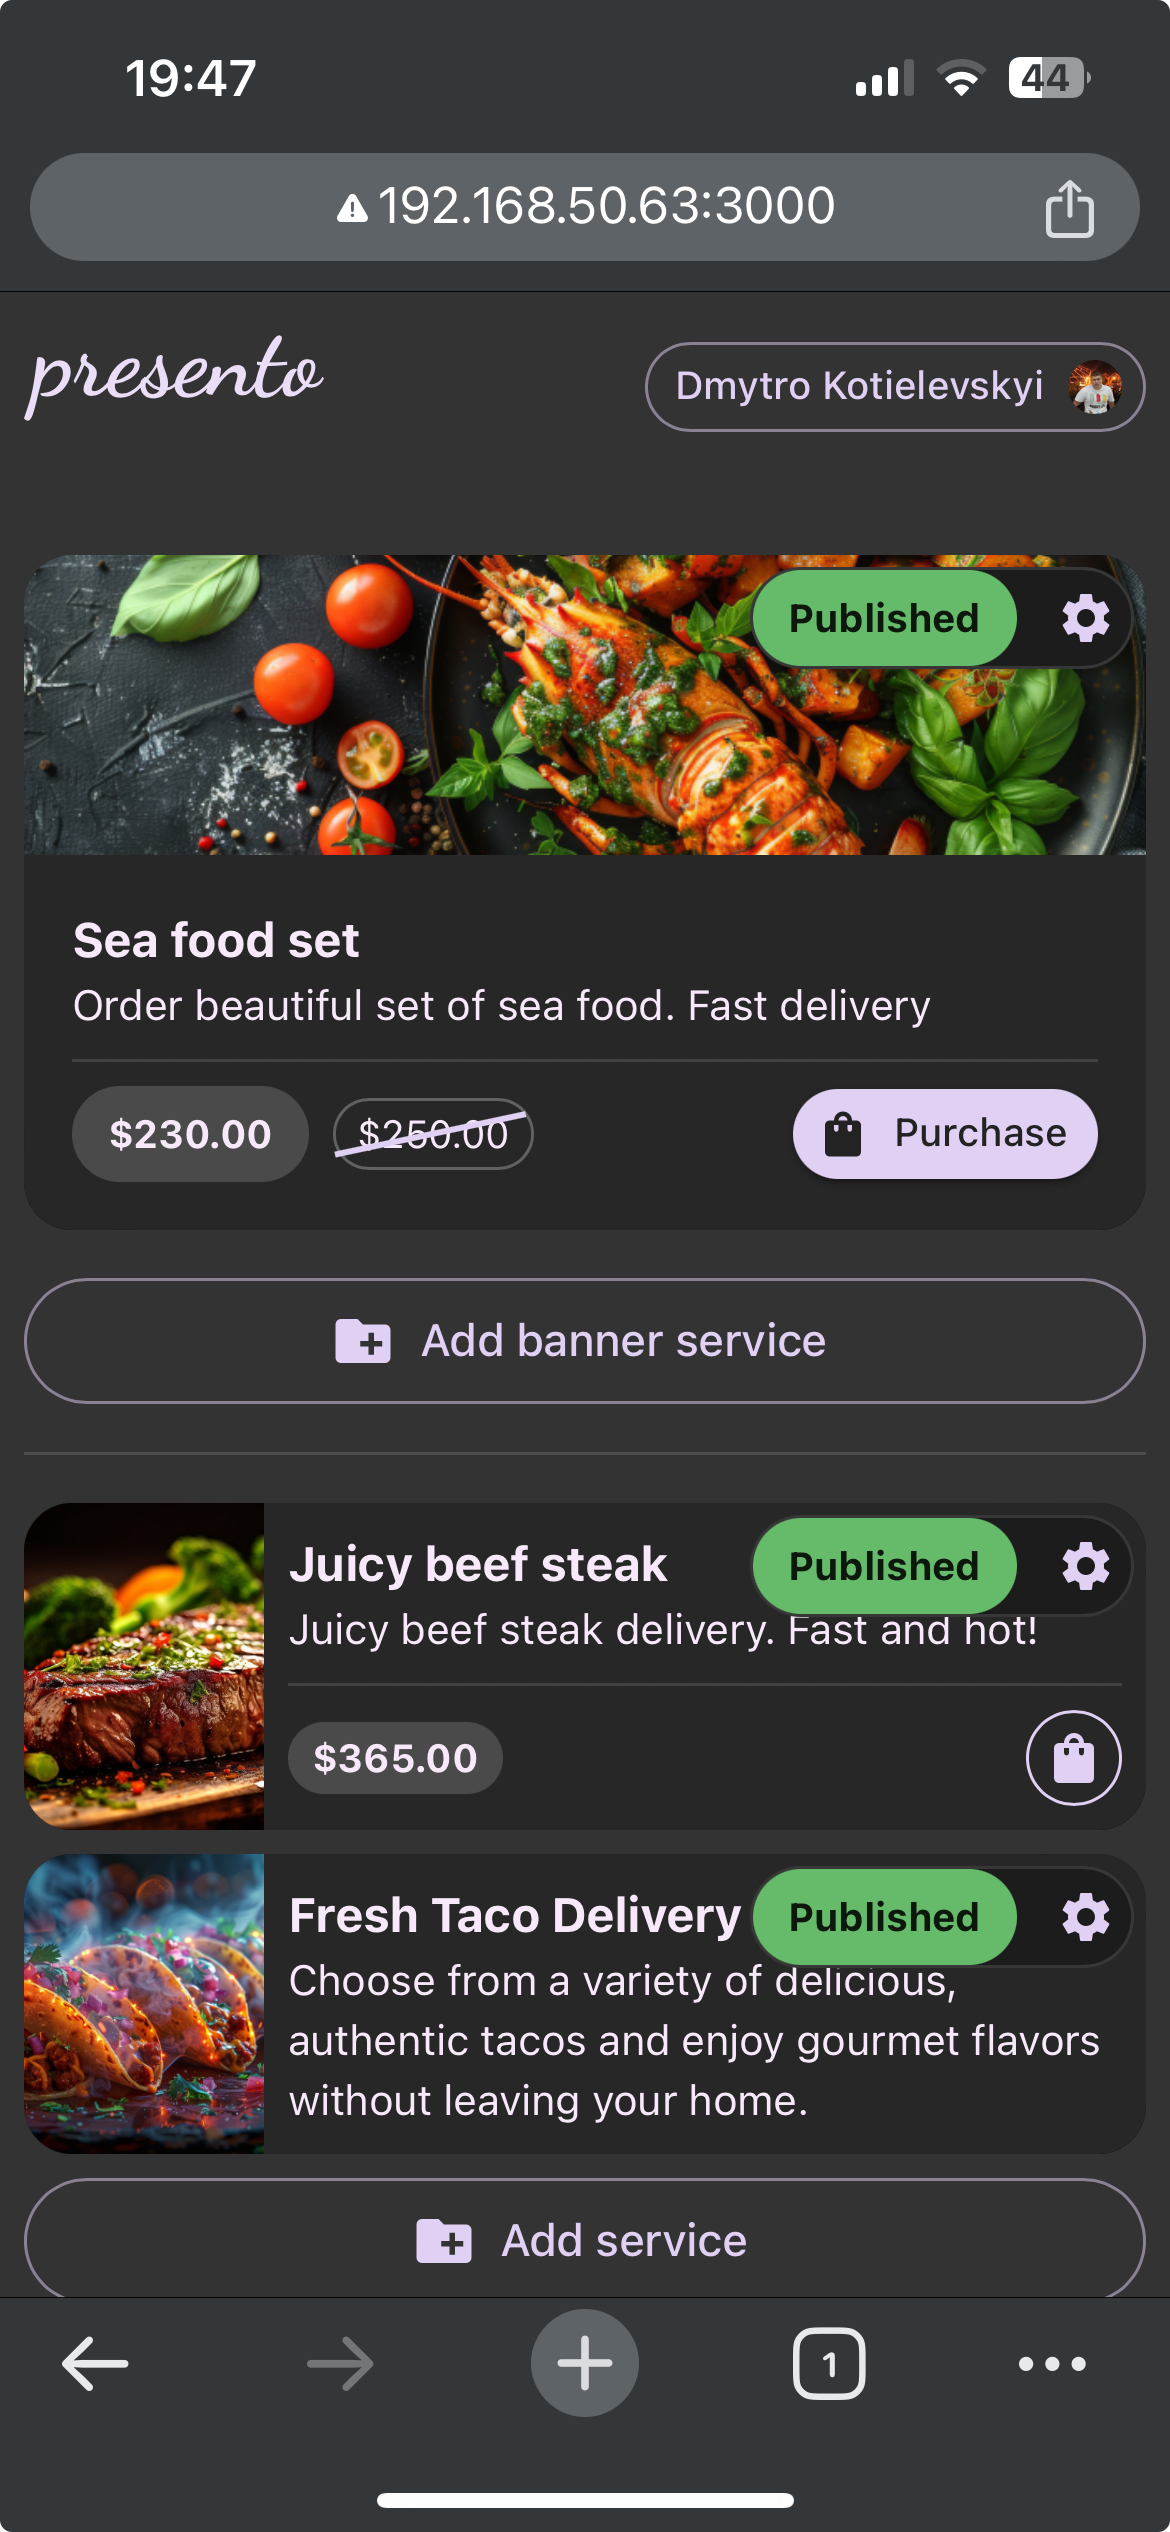 19:47
44
192.168.50.63:3000
presento
Dmytro Kotielevskyi
Published
Sea food set
Order beautiful set of sea food. Fast delivery
$230.00
$250.00
Purchase
Add banner service
Juicy beef steak
Published
Juicy beef steak delivery. Fast and hot!
$365.00
Fresh Taco Delivery
Published
Choose from a variety of delicious,
authentic tacos and enjoy gourmet flavors
without leaving your home.
Add service
1